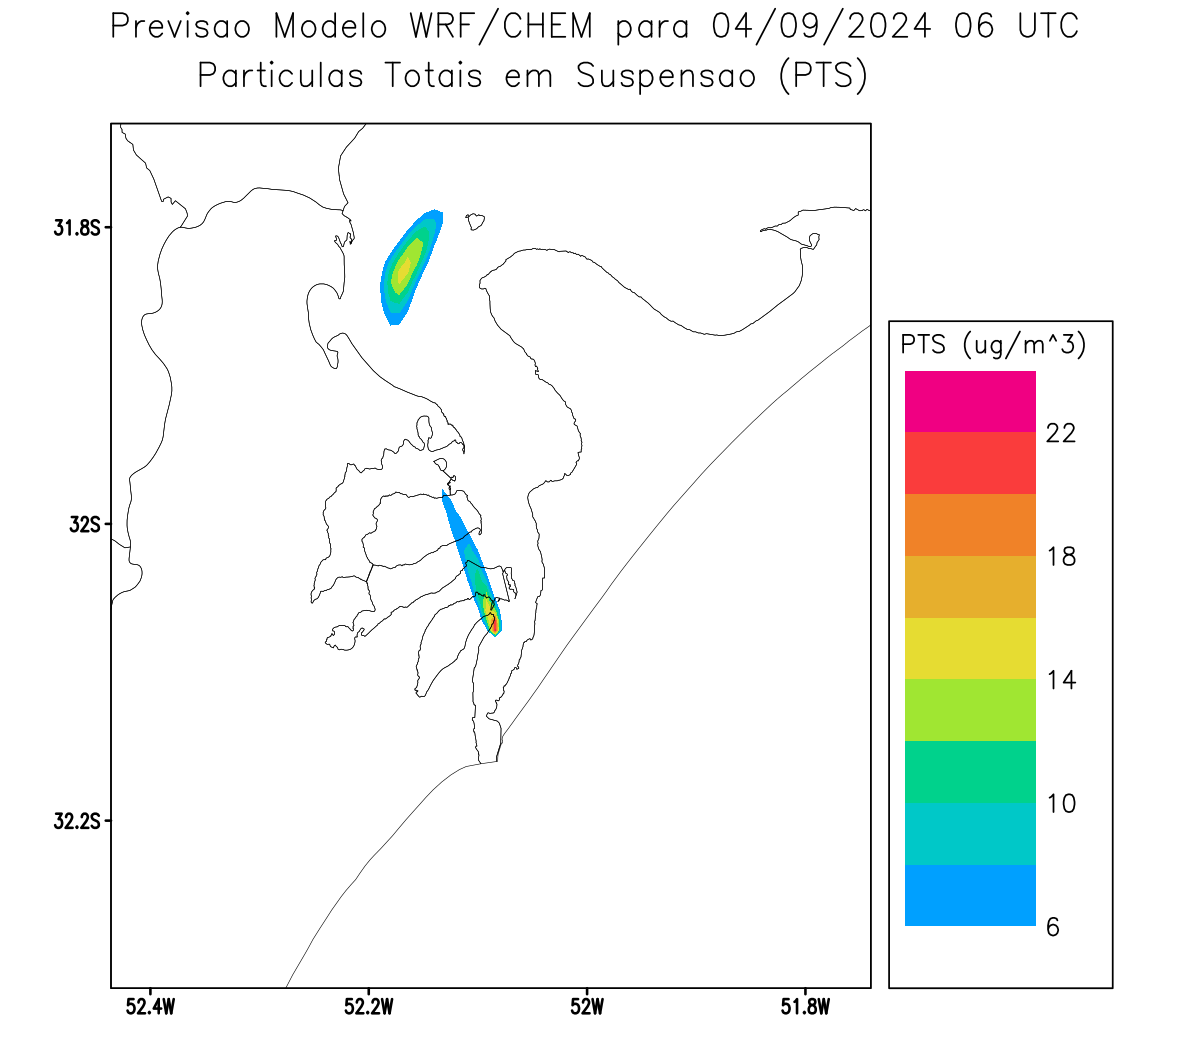 Previsao Modelo WRF/CHEM para 04/09/2024 06 UTC
Particulas Totais em Suspensao (PTS)
31.8S
32S
32.2S
52.4W
52.2W
52W
51.8W
PTS (ug/m^3)
22
18
14
10
6